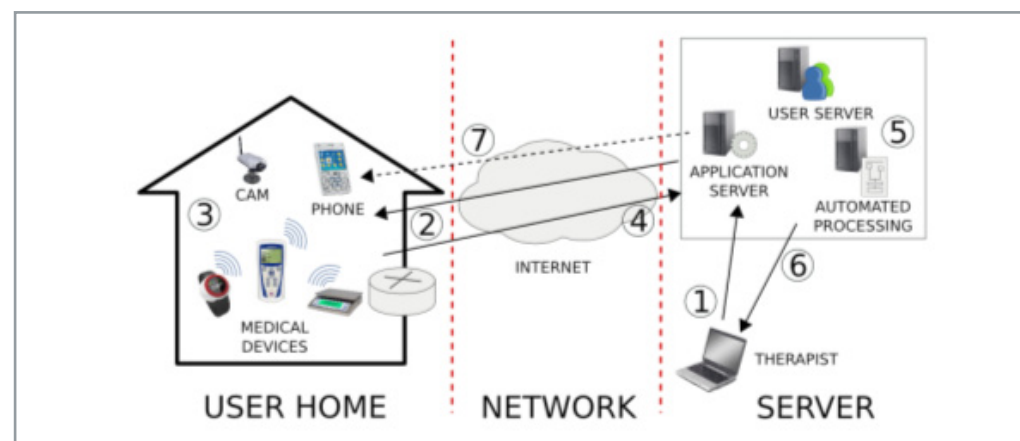 7
USER SERVER
5
CAM
PHONE
APPLICATION
SERVER
3
2
4
AUTOMATED
PROCESSING
INTERNET
6
1
MEDICAL
DEVICES
THERAPIST
USER HOME
NETWORK
SERVER